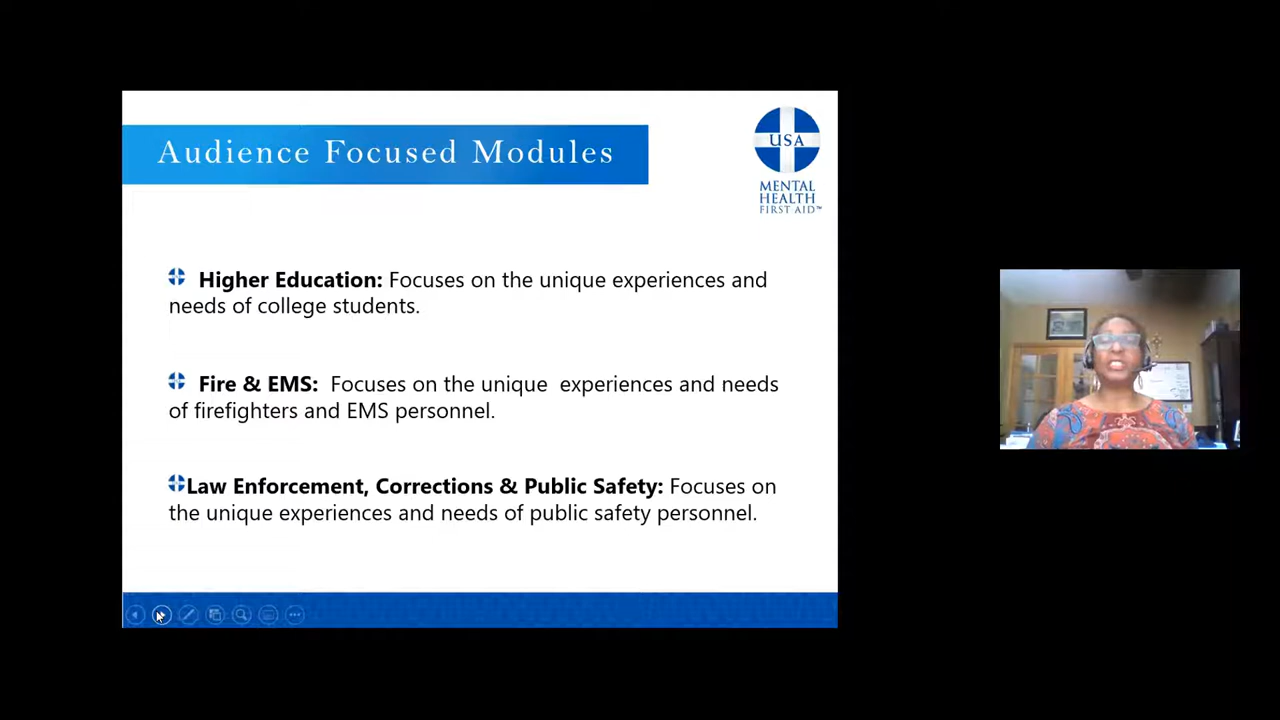 Audience Focused Modules
USA
MENTAL
HEALTH
FIRST AID™
Higher Education: Focuses on the unique experiences and
needs of college students.
Fire & EMS: Focuses on the unique experiences and needs
of firefighters and EMS personnel.
Law Enforcement, Corrections & Public Safety: Focuses on
the unique experiences and needs of public safety personnel.